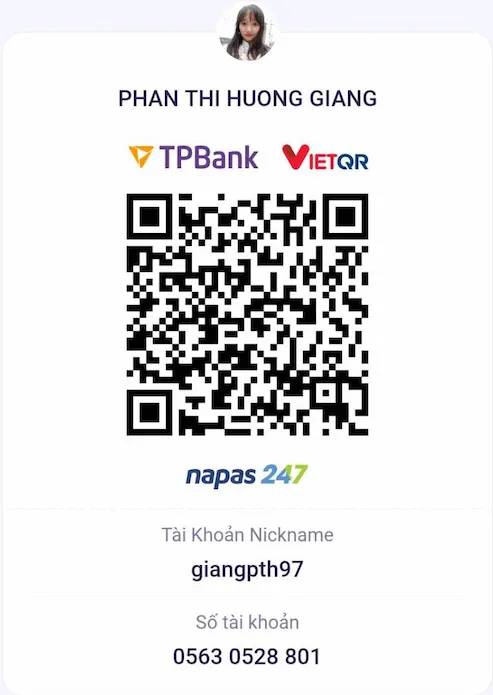 PHAN THI HUONG GIANG
TPBank VIETQR
napas 247
Tài Khoản Nickname
giangpth97
Số tài khoản
0563 0528 801